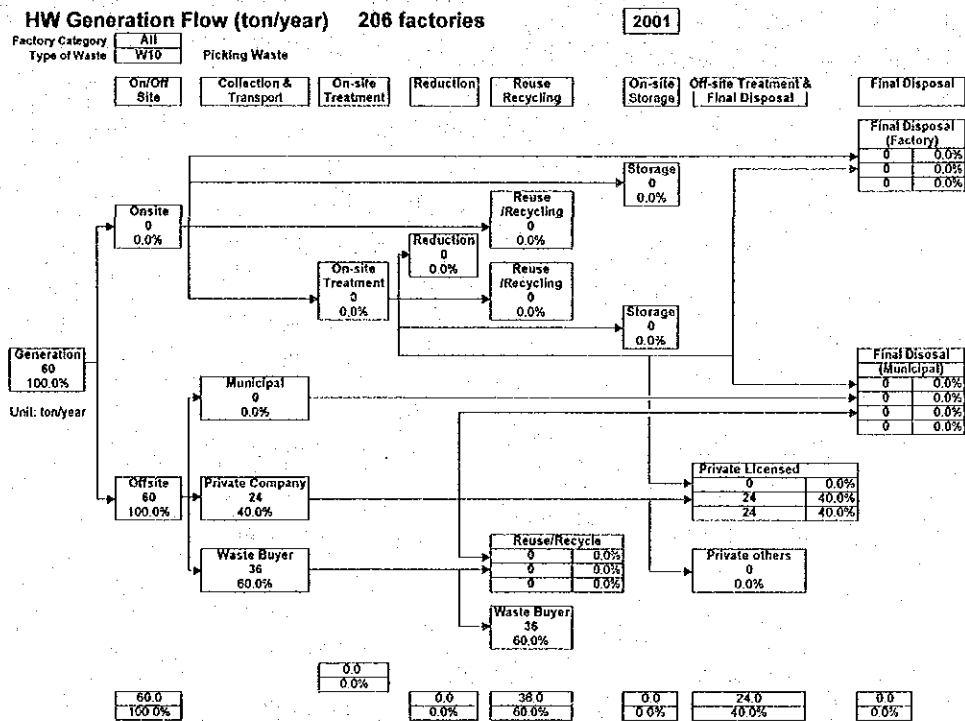 HW Generation Flow (ton/year) 206 factories 2001
Factory Category All
Type of Waste W10 Picking Waste
On/Off Site
Collection & Transport
On-site Treatment
Reduction
Reuse Recycling
On-site Storage
Off-site Treatment & Final Disposal
Final Disposal
Final Disposal
(Factory)
0 0.0%
0 0.0%
0 0.0%
Storage
0
0.0%
Onsite
0
0.0%
Reuse
/Recycling
0
0.0%
Reduction
0
0.0%
On-site
Treatment
0
0.0%
Reuse
/Recycling
0
0.0%
Storage
0
0.0%
Generation
60
100.0%
Unit: ton/year
Municipal
0
0.0%
Final Disosal
(Municipal)
0 0.0%
0 0.0%
0 0.0%
0 0.0%
Offsite
60
100.0%
Private Company
24
40.0%
Private Licensed
0 0.0%
24 40.0%
24 40.0%
Waste Buyer
36
60.0%
Reuse/Recycle
0 0.0%
0 0.0%
0 0.0%
Private others
0
0.0%
Waste Buyer
36
60.0%
0.0
0.0%
60.0
100.0%
0.0
0.0%
36.0
60.0%
0.0
0.0%
24.0
40.0%
0.0
0.0%